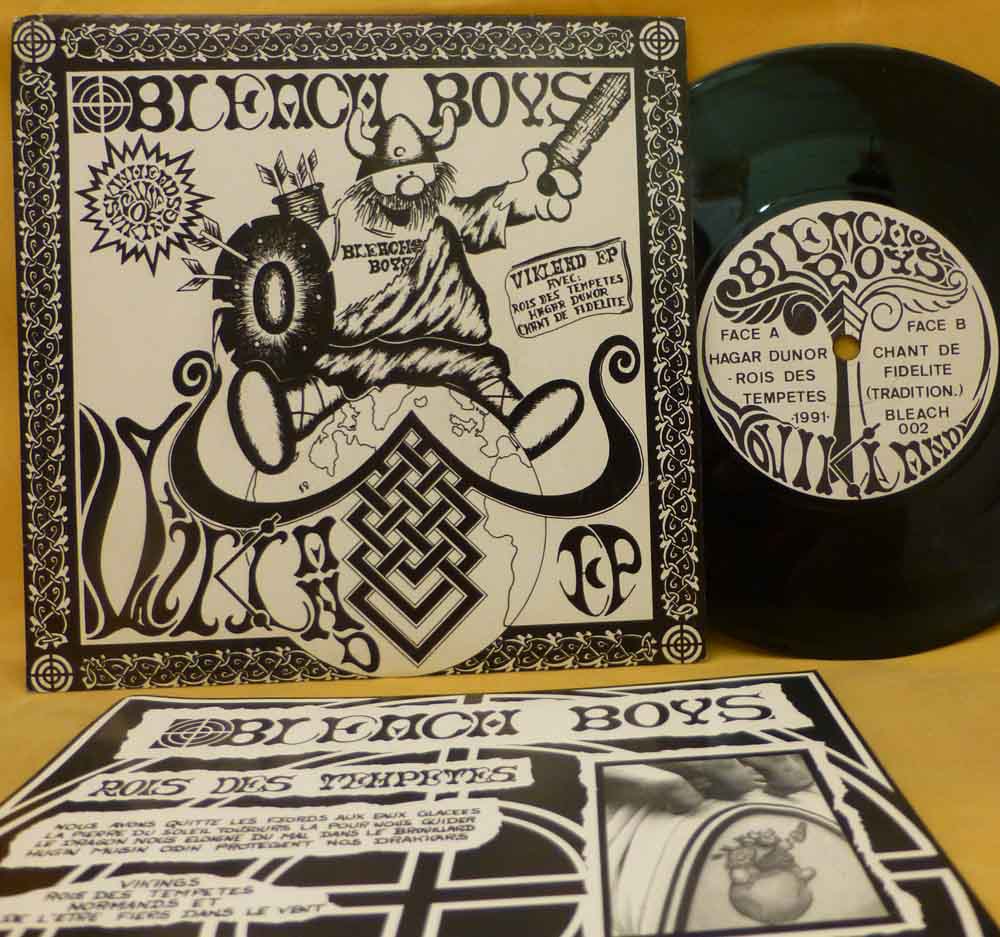 BLEACH BOYS
BLEACH
BOYS
VIKLAND EP
AVEC:
ROIS DES TEMPETES
HAGAR DUNOR
CHANT DE FIDELITE
VIKLAND
EP
BLEACH
BOYS
FACE A
HAGAR DUNOR
- ROIS DES
TEMPETES
·1991·
FACE B
CHANT DE
FIDELITE
(TRADITION.)
BLEACH
002
VIKLAND
BLEACH BOYS
ROIS DES TEMPETES
NOUS AVONS QUITTE LES FJORDS AUX EAUX GLACEES
LA PIERRE DU SOLEIL TOUJOURS LA POUR NOUS GUIDER
LE DRAGON NOUS ELOIGNE DU MAL DANS LE BROUILLARD
HUGIN MUSIN ODIN PROTEGENT NOS DRAKKARS
VIKINGS
ROIS DES TEMPETES
NORMANDS ET
DE L'ETRE FIERS DANS LE VENT